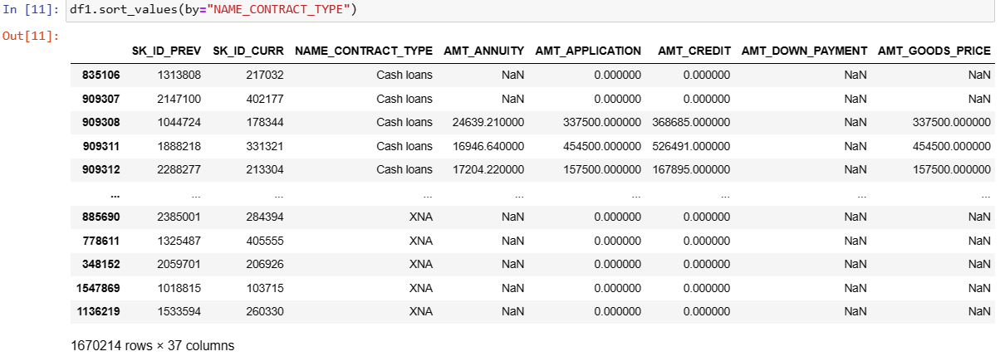 In [11]: df1.sort_values(by="NAME_CONTRACT_TYPE")
Out[11]:
SK_ID_PREV SK_ID_CURR NAME_CONTRACT_TYPE AMT_ANNUITY AMT_APPLICATION AMT_CREDIT AMT_DOWN_PAYMENT AMT_GOODS_PRICE
835106 1313808 217032 Cash loans NaN 0.000000 0.000000 NaN NaN
909307 2147100 402177 Cash loans NaN 0.000000 0.000000 NaN NaN
909308 1044724 178344 Cash loans 24639.210000 337500.000000 368685.000000 NaN 337500.000000
909311 1888218 331321 Cash loans 16946.640000 454500.000000 526491.000000 NaN 454500.000000
909312 2288277 213304 Cash loans 17204.220000 157500.000000 167895.000000 NaN 157500.000000
... ... ... ... ... ... ... ... ...
885690 2385001 284394 XNA NaN 0.000000 0.000000 NaN NaN
778611 1325487 405555 XNA NaN 0.000000 0.000000 NaN NaN
348152 2059701 206926 XNA NaN 0.000000 0.000000 NaN NaN
1547869 1018815 103715 XNA NaN 0.000000 0.000000 NaN NaN
1136219 1533594 260330 XNA NaN 0.000000 0.000000 NaN NaN
1670214 rows × 37 columns